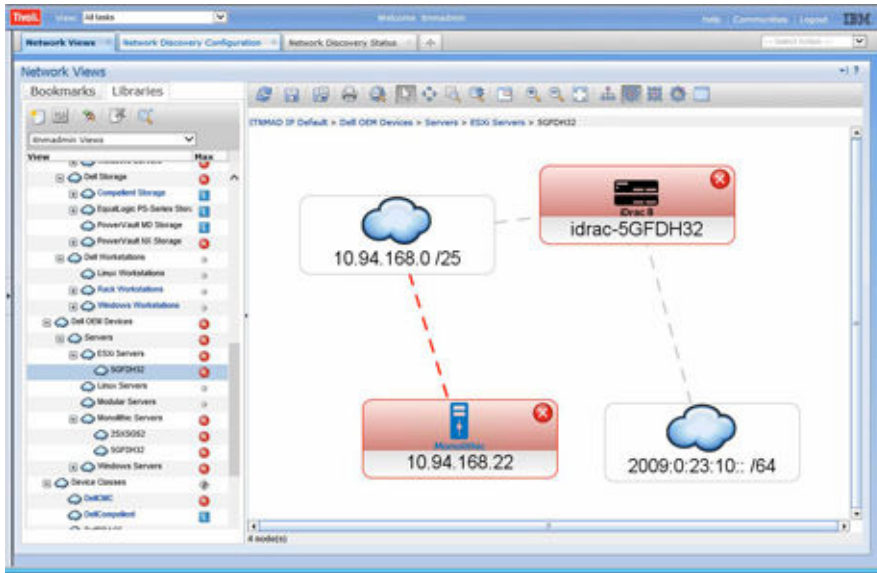 Tivoli. View: All tasks Welcome itnmadmin Help Communities Logout IBM
Network Views Network Discovery Configuration Network Discovery Status
-- Select Action --
Network Views
Bookmarks Libraries
itnmadmin Views
ITNMAD IP Default > Dell OEM Devices > Servers > ESXi Servers > 5GFDH32
View Max
Dell Storage
Compellent Storage
EqualLogic PS-Series Stor
PowerVault MD Storage
PowerVault NX Storage
Dell Workstations
Linux Workstations
Rack Workstations
Windows Workstations
Dell OEM Devices
Servers
ESXi Servers
5GFDH32
Linux Servers
Modular Servers
Monolithic Servers
5GFDH32
Windows Servers
Device Classes
DellCMC
DellCompellent
10.94.168.0 /25
iDrac 8
idrac-5GFDH32
Monolithic
10.94.168.22
2009:0:23:10:: /64
4 node(s)